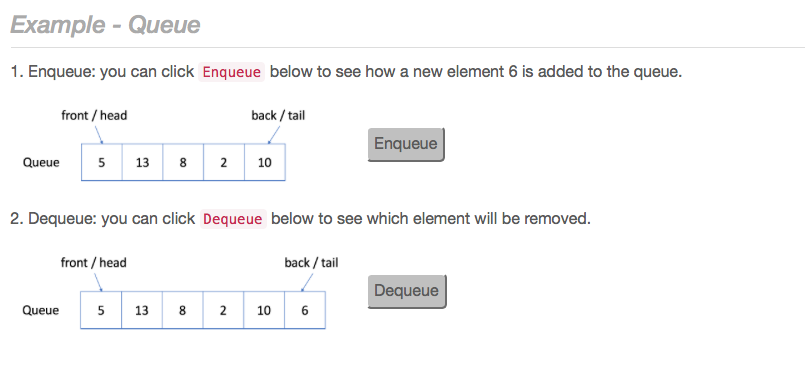 Example - Queue
1. Enqueue: you can click Enqueue below to see how a new element 6 is added to the queue.
front / head back / tail
Enqueue
Queue 5 13 8 2 10
2. Dequeue: you can click Dequeue below to see which element will be removed.
front / head back / tail
Dequeue
Queue 5 13 8 2 10 6